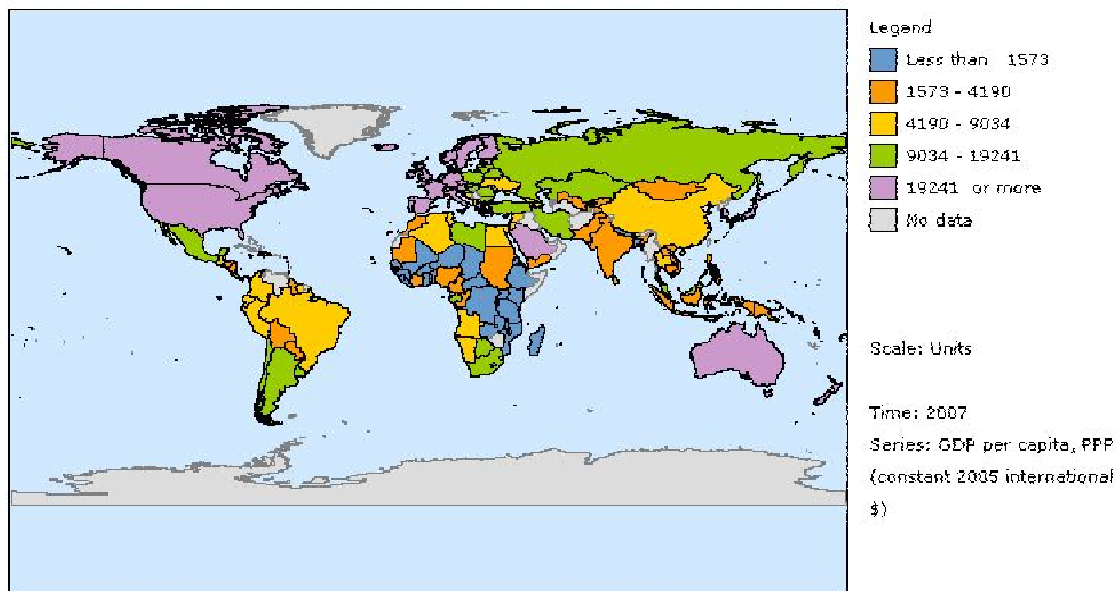 Legend
Less than 1573
1573 - 4190
4190 - 9034
9034 - 19241
19241 or more
No data
Scale: Units
Time: 2007
Series: GDP per capita, PPP
(constant 2005 international
$)